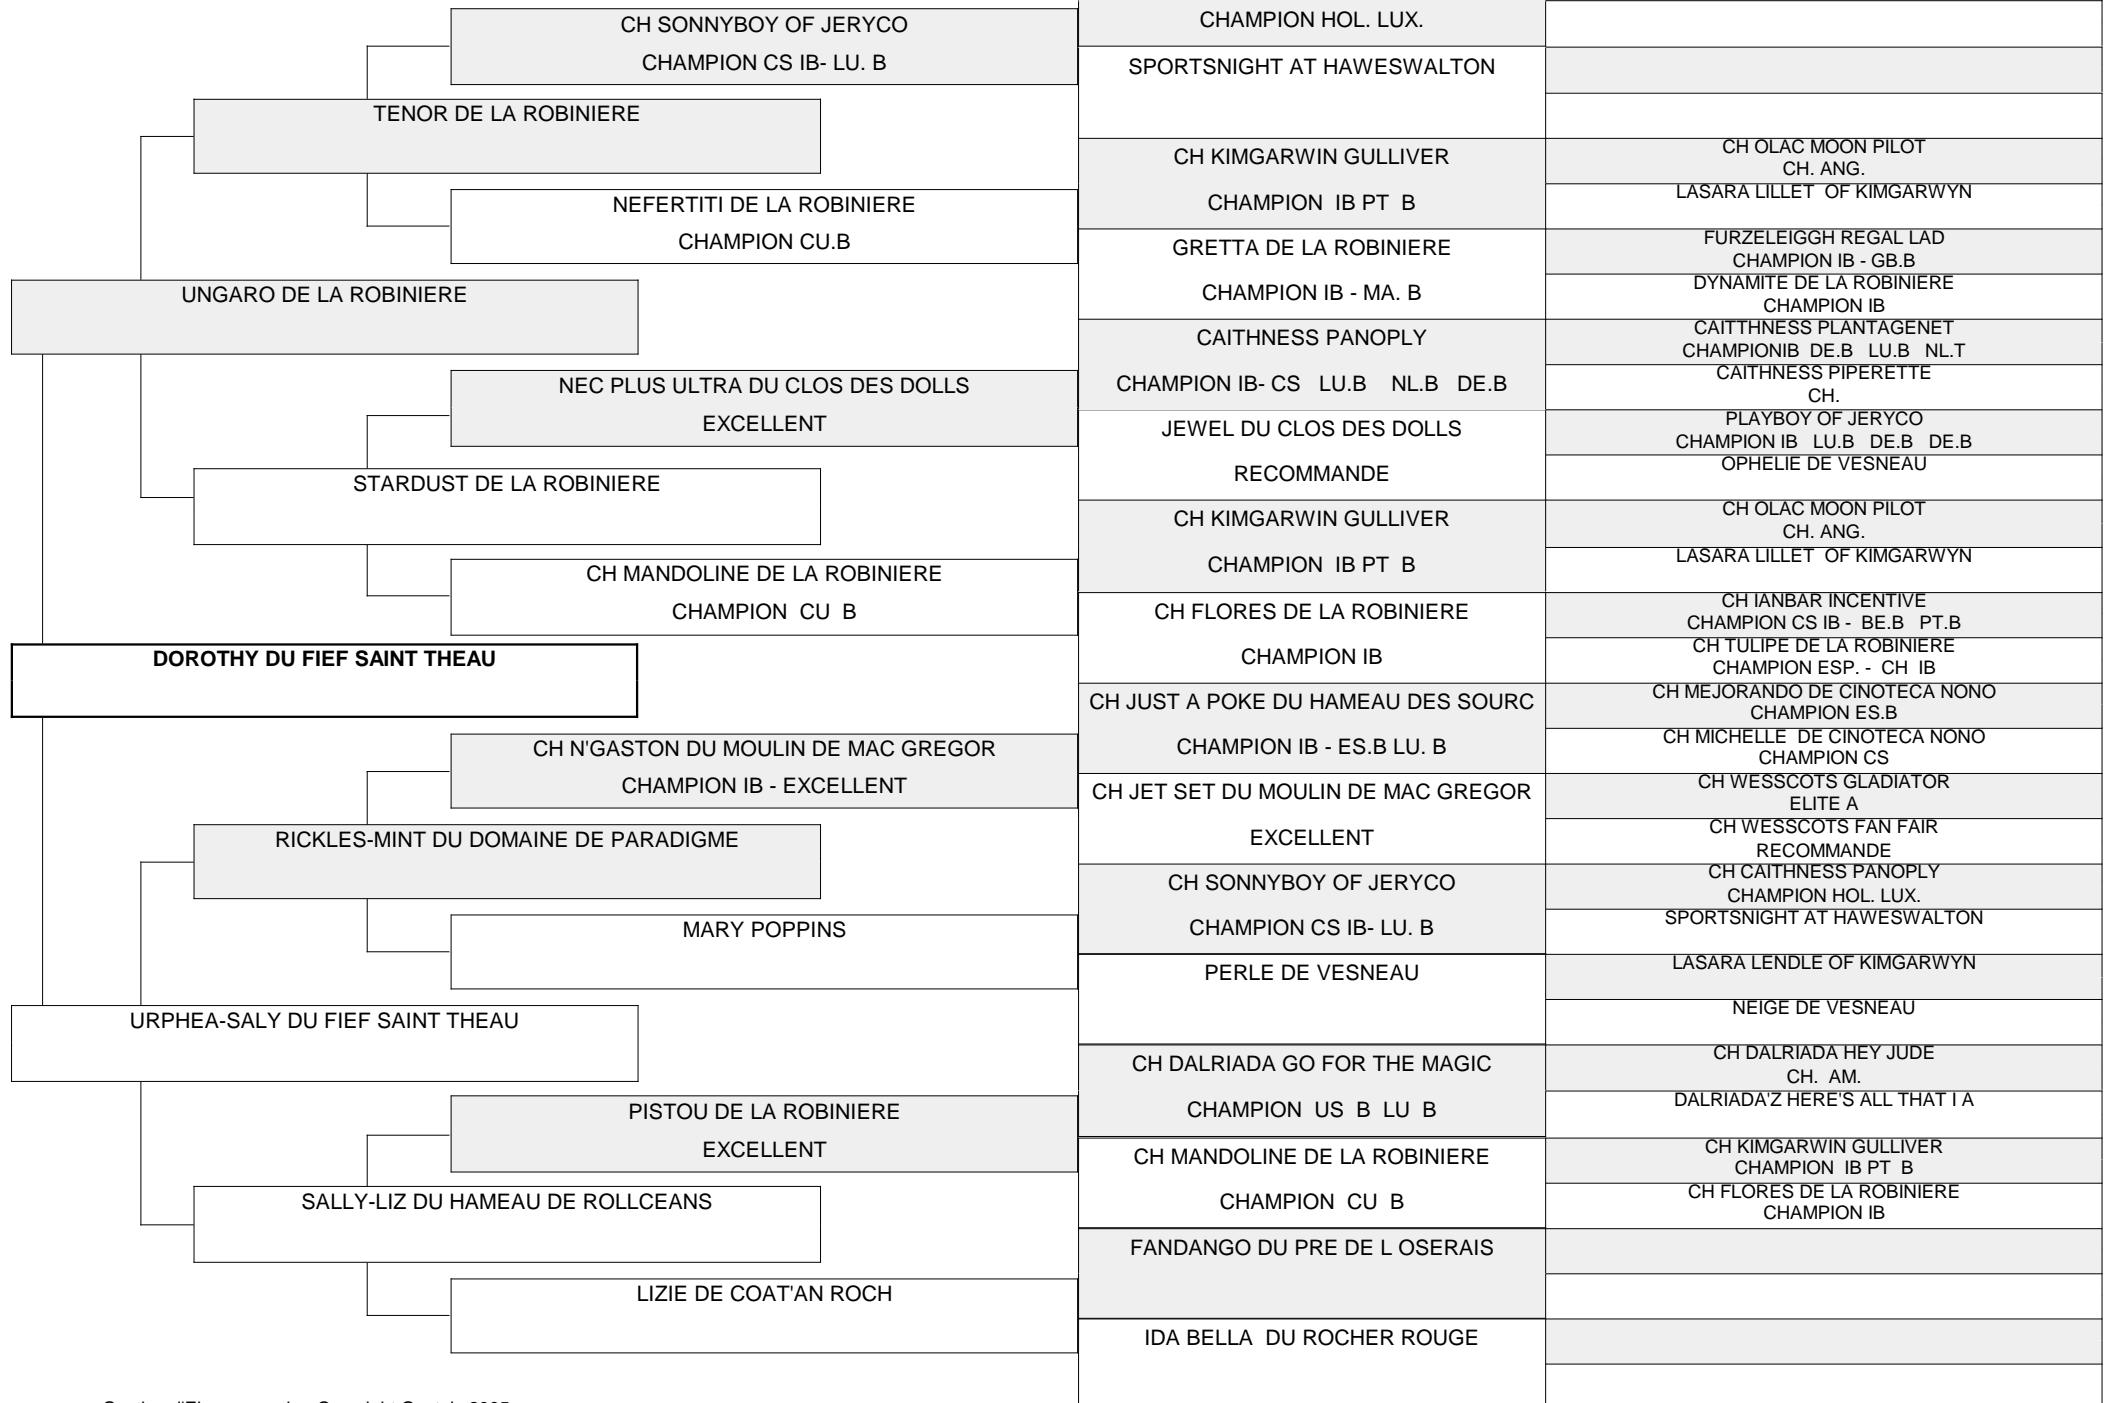 CH SONNYBOY OF JERYCO
CHAMPION CS IB- LU. B
TENOR DE LA ROBINIERE
NEFERTITI DE LA ROBINIERE
CHAMPION CU.B
UNGARO DE LA ROBINIERE
NEC PLUS ULTRA DU CLOS DES DOLLS
EXCELLENT
STARDUST DE LA ROBINIERE
CH MANDOLINE DE LA ROBINIERE
CHAMPION CU B
DOROTHY DU FIEF SAINT THEAU
CH N'GASTON DU MOULIN DE MAC GREGOR
CHAMPION IB - EXCELLENT
RICKLES-MINT DU DOMAINE DE PARADIGME
MARY POPPINS
URPHEA-SALY DU FIEF SAINT THEAU
PISTOU DE LA ROBINIERE
EXCELLENT
SALLY-LIZ DU HAMEAU DE ROLLCEANS
LIZIE DE COAT'AN ROCH
CHAMPION HOL. LUX.
SPORTSNIGHT AT HAWESWALTON
CH KIMGARWIN GULLIVER
CHAMPION IB PT B
GRETTA DE LA ROBINIERE
CHAMPION IB - MA. B
CAITHNESS PANOPLY
CHAMPION IB- CS LU.B NL.B DE.B
JEWEL DU CLOS DES DOLLS
RECOMMANDE
CH KIMGARWIN GULLIVER
CHAMPION IB PT B
CH FLORES DE LA ROBINIERE
CHAMPION IB
CH JUST A POKE DU HAMEAU DES SOURC
CHAMPION IB - ES.B LU. B
CH JET SET DU MOULIN DE MAC GREGOR
EXCELLENT
CH SONNYBOY OF JERYCO
CHAMPION CS IB- LU. B
PERLE DE VESNEAU
CH DALRIADA GO FOR THE MAGIC
CHAMPION US B LU B
CH MANDOLINE DE LA ROBINIERE
CHAMPION CU B
FANDANGO DU PRE DE L OSERAIS
IDA BELLA DU ROCHER ROUGE
CH OLAC MOON PILOT
CH. ANG.
LASARA LILLET OF KIMGARWYN
FURZELEIGGH REGAL LAD
CHAMPION IB - GB.B
DYNAMITE DE LA ROBINIERE
CHAMPION IB
CAITTHNESS PLANTAGENET
CHAMPIONIB DE.B LU.B NL.T
CAITHNESS PIPERETTE
CH.
PLAYBOY OF JERYCO
CHAMPION IB LU.B DE.B DE.B
OPHELIE DE VESNEAU
CH OLAC MOON PILOT
CH. ANG.
LASARA LILLET OF KIMGARWYN
CH IANBAR INCENTIVE
CHAMPION CS IB - BE.B PT.B
CH TULIPE DE LA ROBINIERE
CHAMPION ESP. - CH IB
CH MEJORANDO DE CINOTECA NONO
CHAMPION ES.B
CH MICHELLE DE CINOTECA NONO
CHAMPION CS
CH WESSCOTS GLADIATOR
ELITE A
CH WESSCOTS FAN FAIR
RECOMMANDE
CH CAITHNESS PANOPLY
CHAMPION HOL. LUX.
SPORTSNIGHT AT HAWESWALTON
LASARA LENDLE OF KIMGARWYN
NEIGE DE VESNEAU
CH DALRIADA HEY JUDE
CH. AM.
DALRIADA'Z HERE'S ALL THAT I A
CH KIMGARWIN GULLIVER
CHAMPION IB PT B
CH FLORES DE LA ROBINIERE
CHAMPION IB